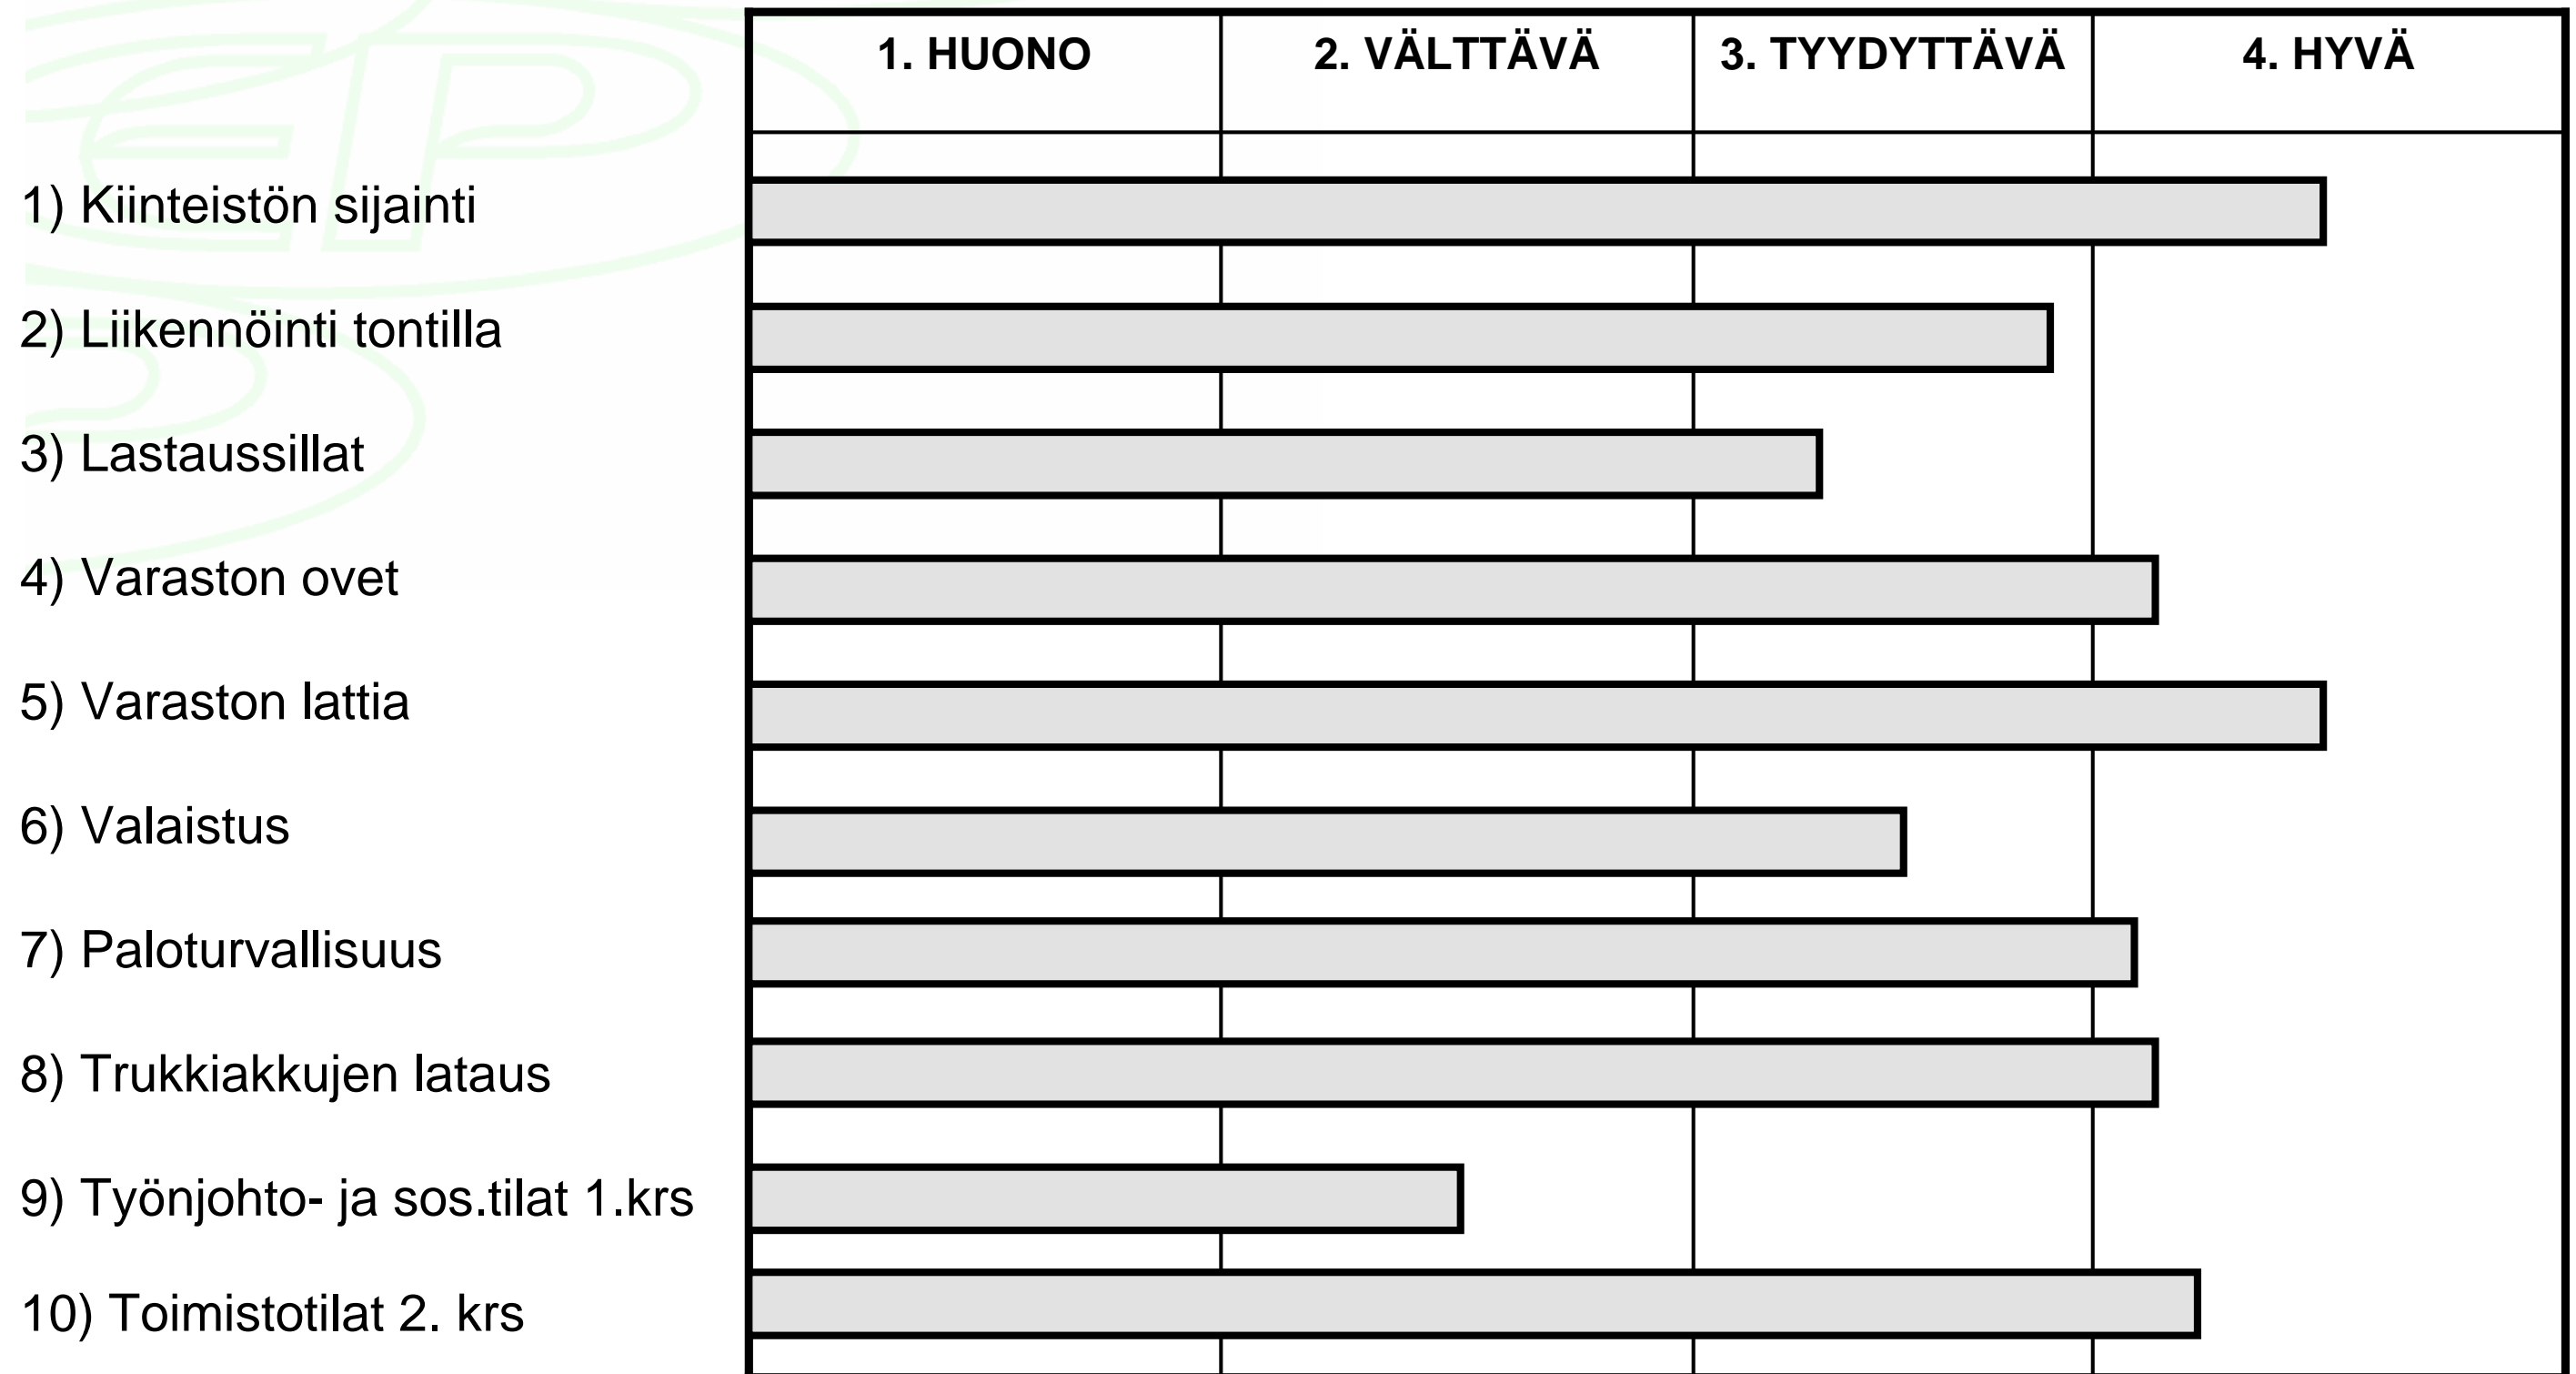 1. HUONO 2. VÄLTTÄVÄ 3. TYYDYTTÄVÄ 4. HYVÄ
1) Kiinteistön sijainti
2) Liikennöinti tontilla
3) Lastaussillat
4) Varaston ovet
5) Varaston lattia
6) Valaistus
7) Paloturvallisuus
8) Trukkiakkujen lataus
9) Työnjohto- ja sos.tilat 1.krs
10) Toimistotilat 2. krs